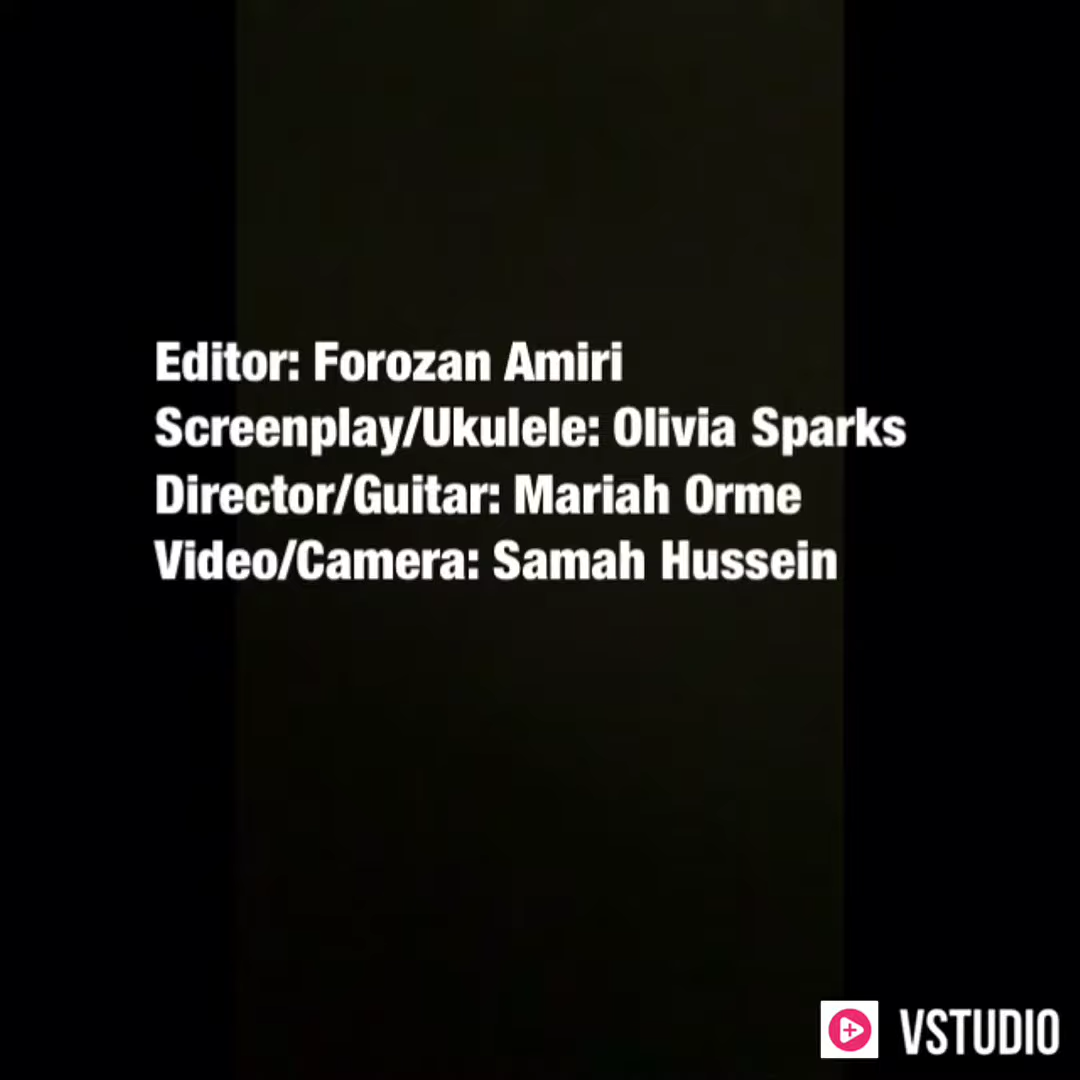 Editor: Forozan Amiri
Screenplay/Ukulele: Olivia Sparks
Director/Guitar: Mariah Orme
Video/Camera: Samah Hussein
VSTUDIO